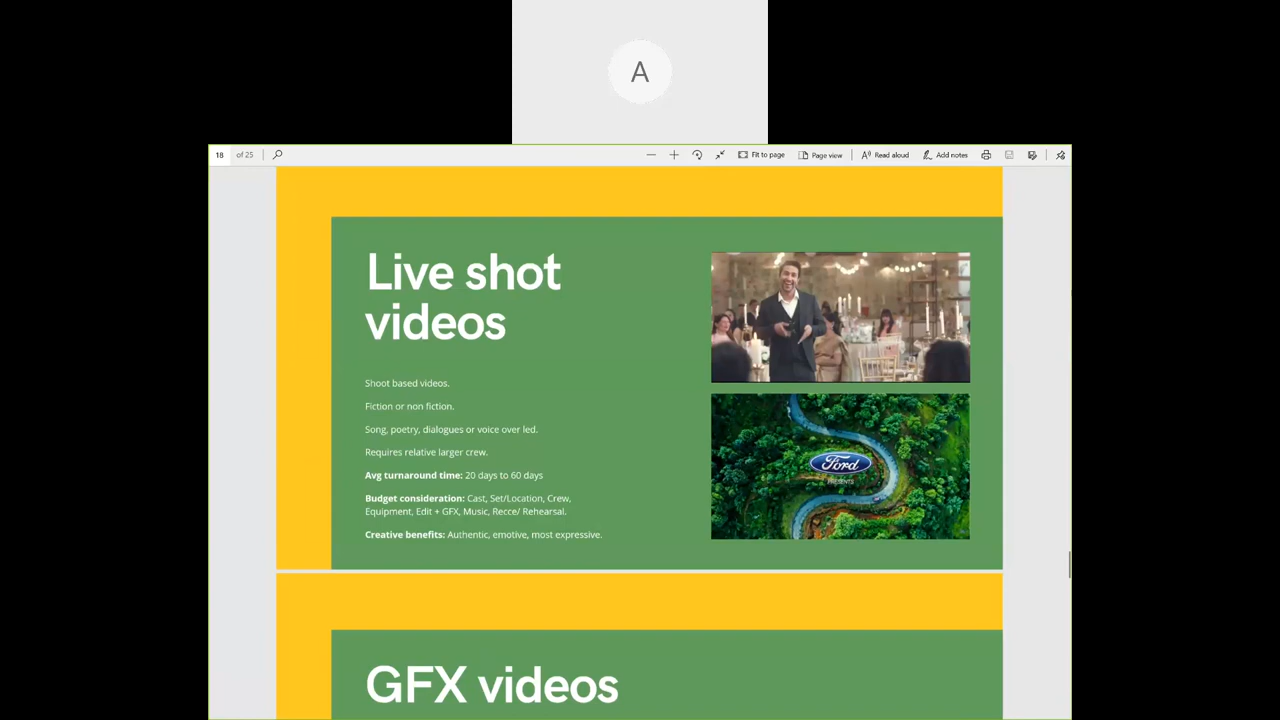 A
18 of 25 Fit to page Page view Read aloud Add notes
Live shot
videos
Shoot based videos.
Fiction or non fiction.
Song, poetry, dialogues or voice over led.
Requires relative larger crew.
Avg turnaround time: 20 days to 60 days
Budget consideration: Cast, Set/Location, Crew,
Equipment, Edit + GFX, Music, Recce/ Rehearsal.
Creative benefits: Authentic, emotive, most expressive.
Ford
PRESENTS
GFX videos